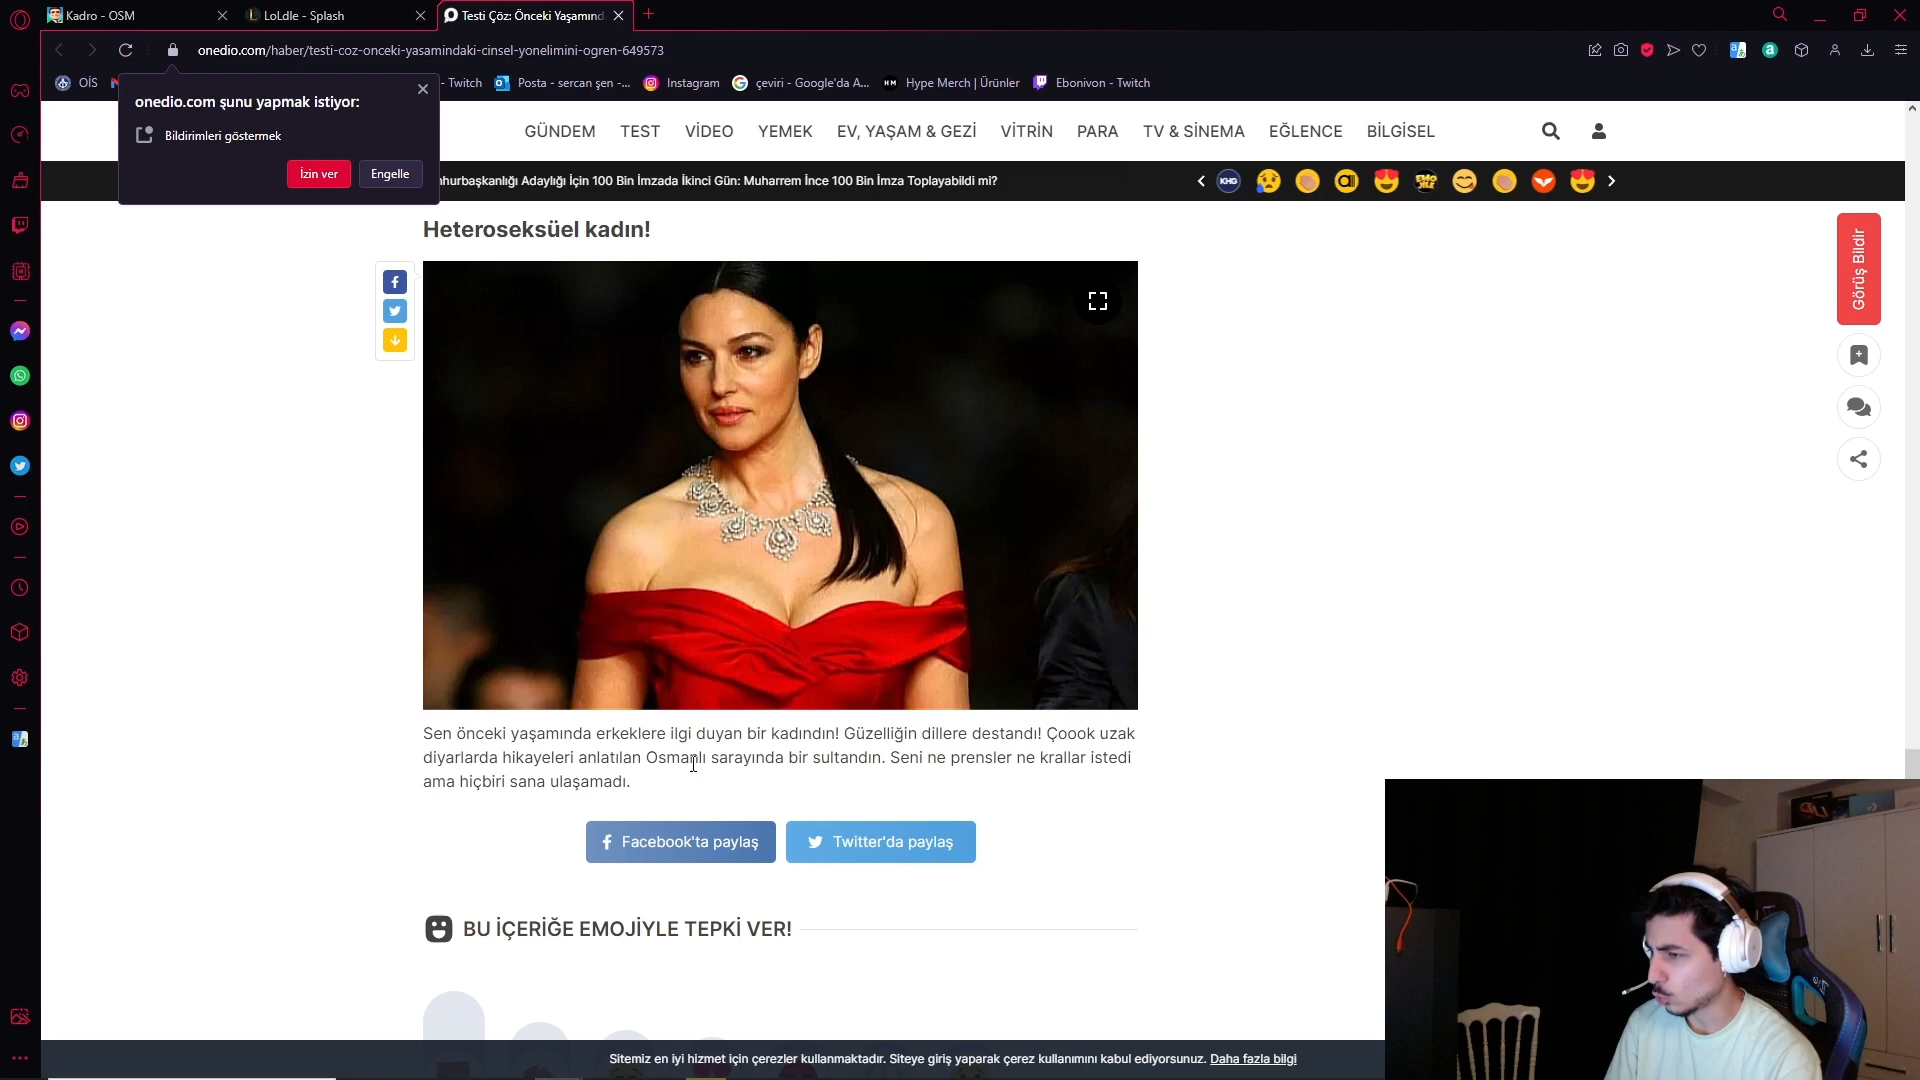 Kadro - OSM
LoLdle - Splash
Testi Çöz: Önceki Yaşamınd
onedio.com/haber/testi-coz-onceki-yasamindaki-cinsel-yonelimini-ogren-649573
OİS
- Twitch
Posta - sercan şen -...
Instagram
çeviri - Google'da A...
HM
Hype Merch | Ürünler
Ebonivon - Twitch
onedio.com şunu yapmak istiyor:
Bildirimleri göstermek
İzin ver
Engelle
GÜNDEM
TEST
VİDEO
YEMEK
EV, YAŞAM & GEZİ
VİTRİN
PARA
TV & SİNEMA
EĞLENCE
BİLGİSEL
nhurbaşkanlığı Adaylığı İçin 100 Bin İmzada İkinci Gün: Muharrem İnce 100 Bin İmza Toplayabildi mi?
KHG
Heteroseksüel kadın!
Görüş Bildir
Sen önceki yaşamında erkeklere ilgi duyan bir kadındın! Güzelliğin dillere destandı! Çoook uzak
diyarlarda hikayeleri anlatılan Osmanlı sarayında bir sultandın. Seni ne prensler ne krallar istedi
ama hiçbiri sana ulaşamadı.
Facebook'ta paylaş
Twitter'da paylaş
BU İÇERİĞE EMOJİYLE TEPKİ VER!
Sitemiz en iyi hizmet için çerezler kullanmaktadır. Siteye giriş yaparak çerez kullanımını kabul ediyorsunuz. Daha fazla bilgi